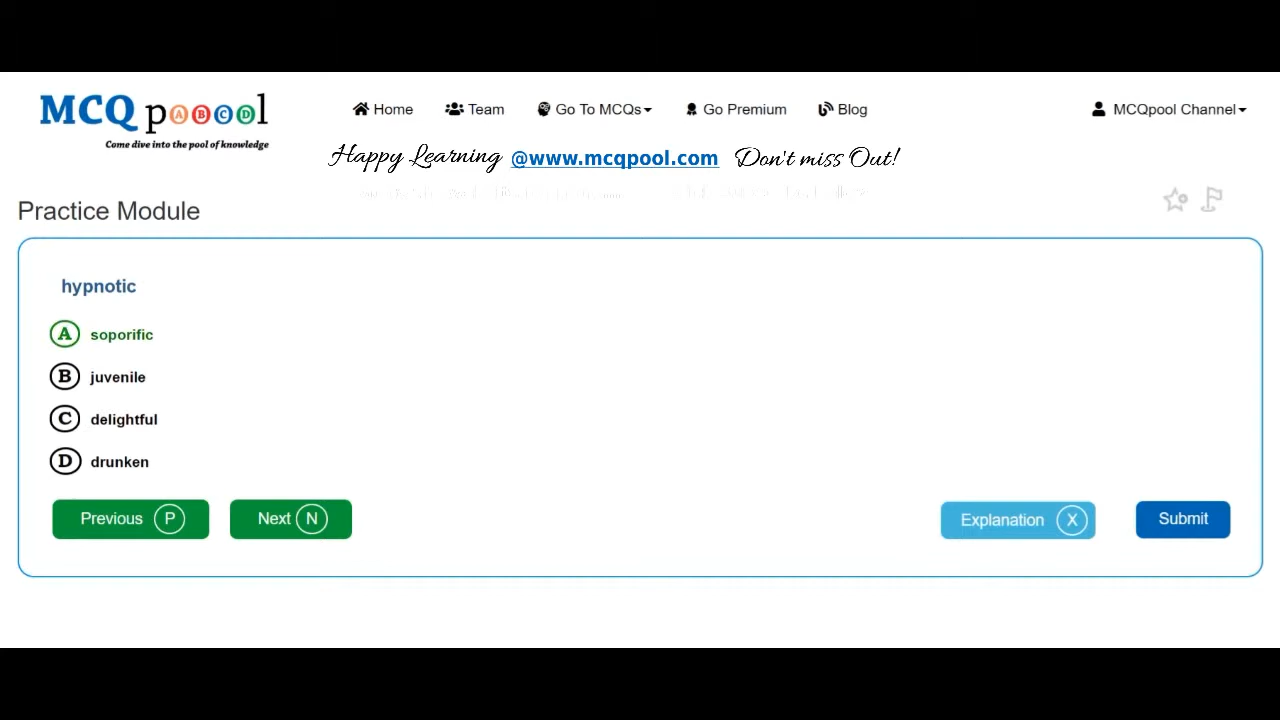 MCQ pooool
Come dive into the pool of knowledge
Home Team Go To MCQs Go Premium Blog MCQpool Channel
Happy Learning @www.mcqpool.com Don't miss Out!
Practice Module
hypnotic
A soporific
B juvenile
C delightful
D drunken
Previous P Next N Explanation X Submit